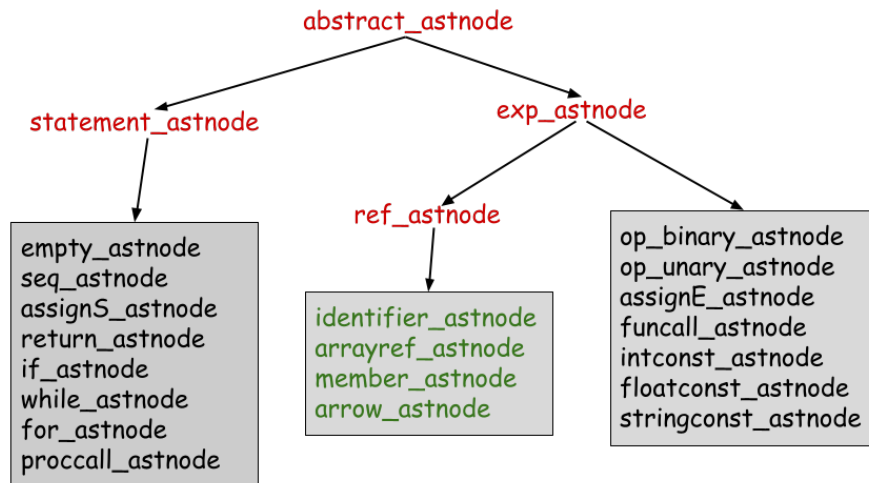 abstract_astnode
statement_astnode
exp_astnode
ref_astnode
empty_astnode
seq_astnode
assignS_astnode
return_astnode
if_astnode
while_astnode
for_astnode
proccall_astnode
identifier_astnode
arrayref_astnode
member_astnode
arrow_astnode
op_binary_astnode
op_unary_astnode
assignE_astnode
funcall_astnode
intconst_astnode
floatconst_astnode
stringconst_astnode